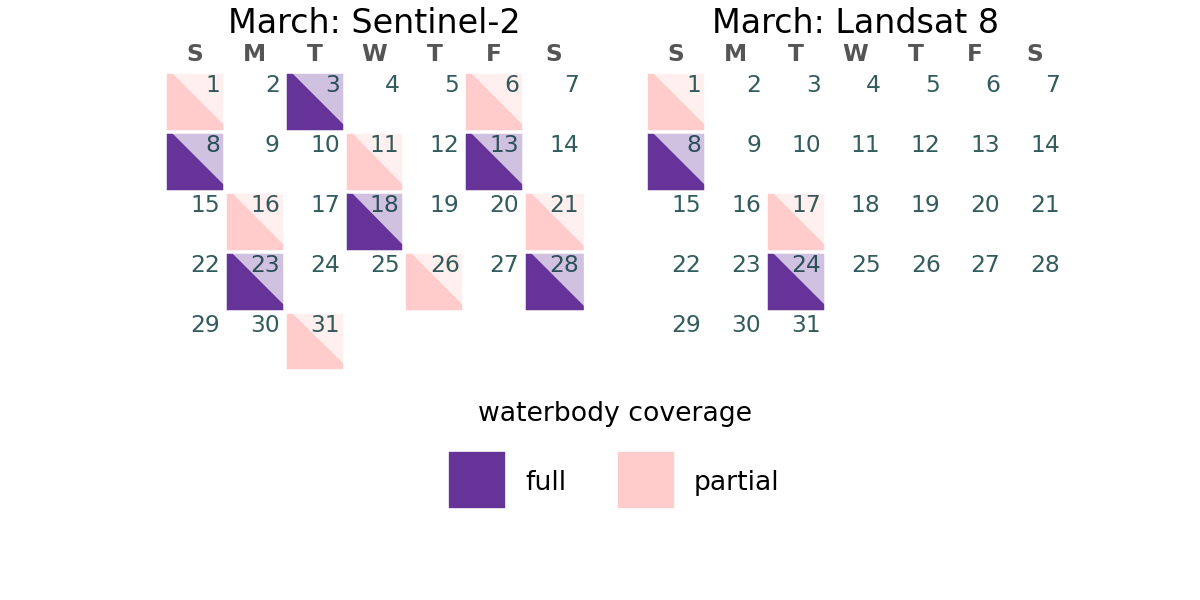 March: Sentinel-2
S M T W T F S
1 2 3 4 5 6 7
8 9 10 11 12 13 14
15 16 17 18 19 20 21
22 23 24 25 26 27 28
29 30 31
March: Landsat 8
S M T W T F S
1 2 3 4 5 6 7
8 9 10 11 12 13 14
15 16 17 18 19 20 21
22 23 24 25 26 27 28
29 30 31
waterbody coverage
full
partial